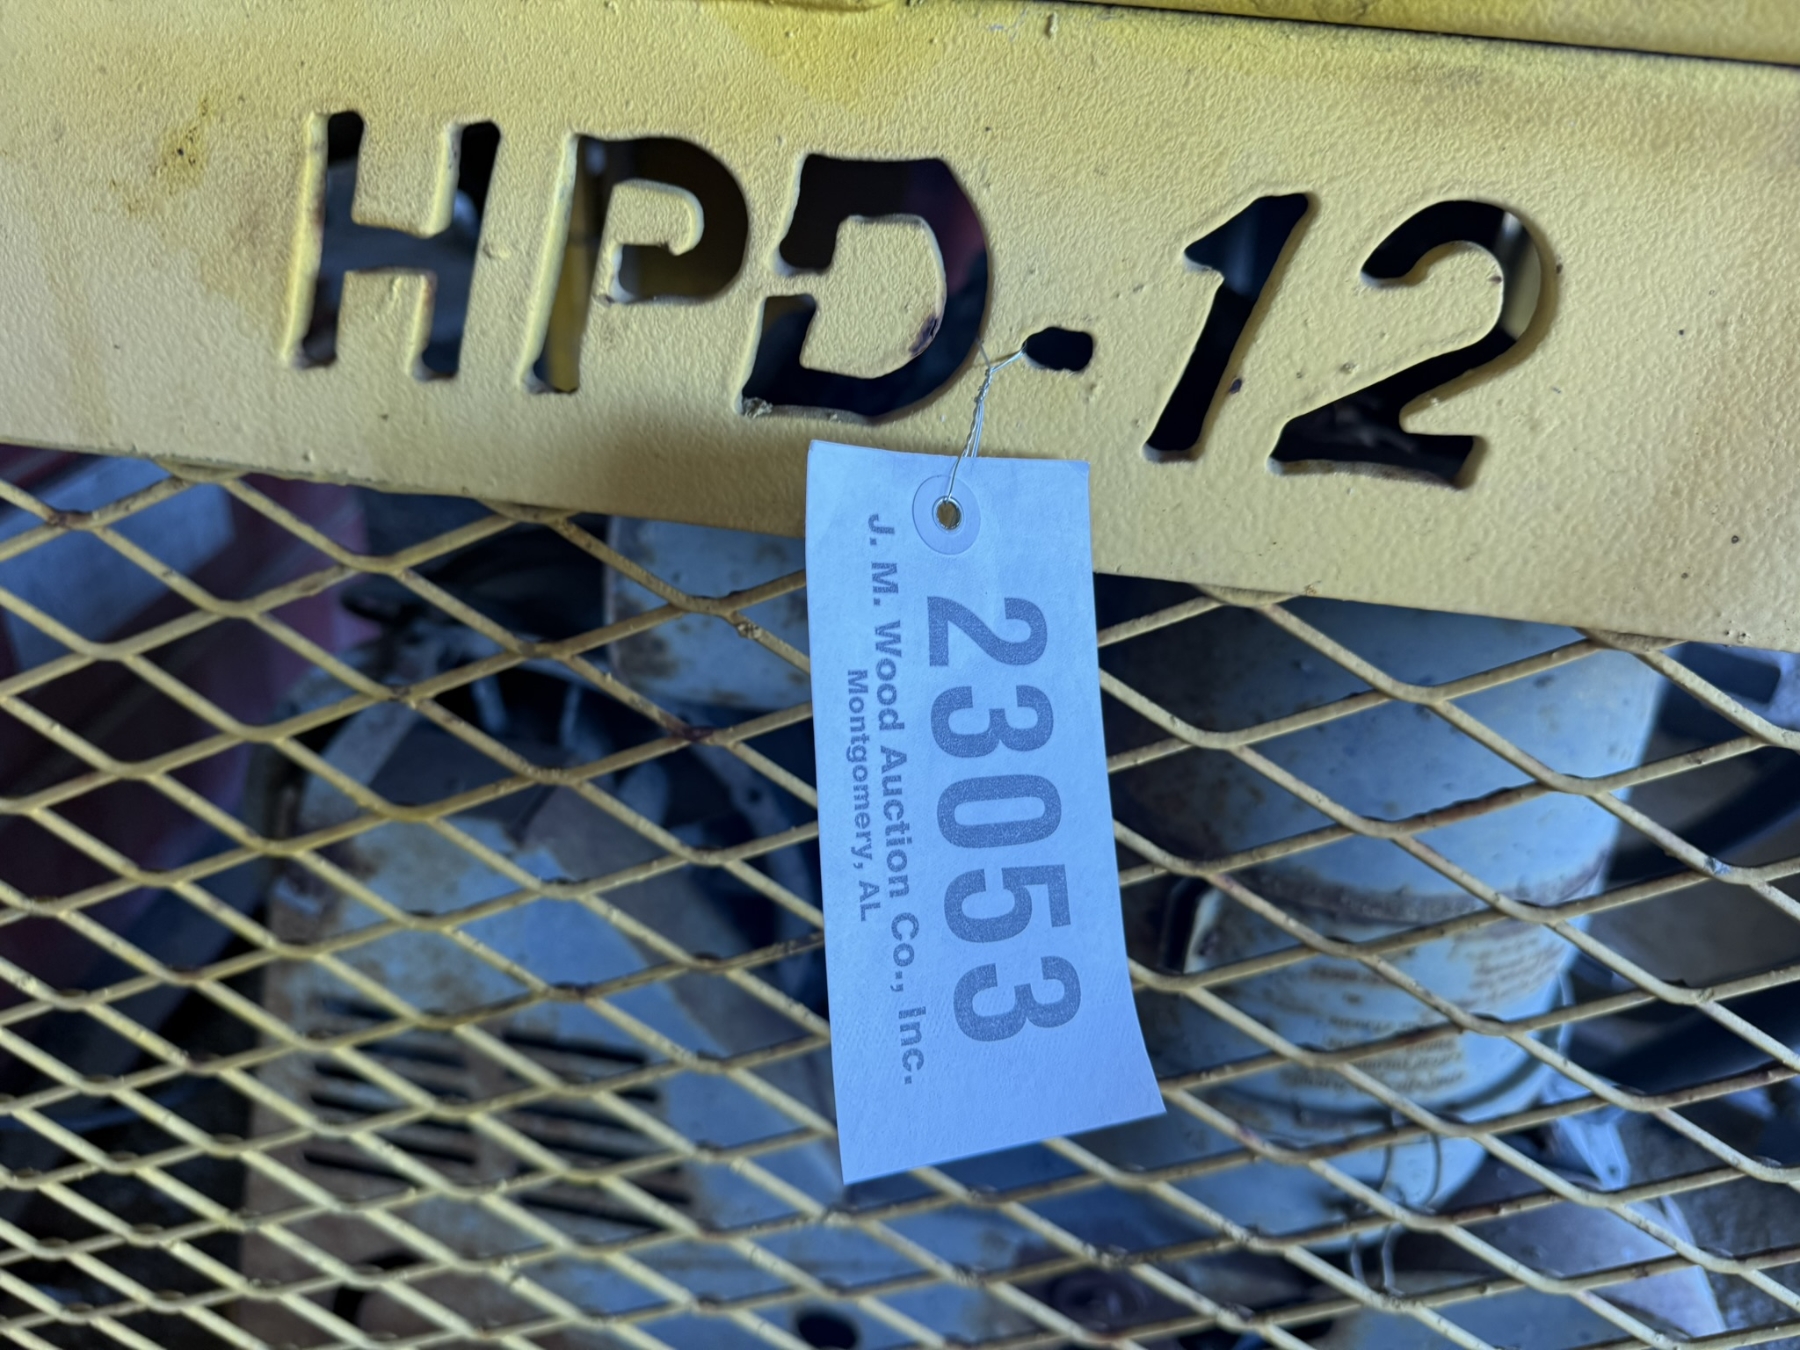 HPD-12
23053
J. M. Wood Auction Co., Inc.
Montgomery, AL